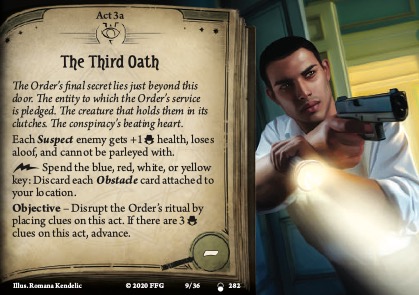 Act 3a
The Third Oath
The Order's final secret lies just beyond this
door. The entity to which the Order's service
is pledged. The creature that holds them in its
clutches. The conspiracy's beating heart.
Each Suspect enemy gets +1 health, loses
aloof, and cannot be parleyed with.
Spend the blue, red, white, or yellow
key: Discard each Obstacle card attached to
your location.
Objective – Disrupt the Order's ritual by
placing clues on this act. If there are 3
clues on this act, advance.
–
Illus. Romana Kendelic © 2020 FFG 9/36 282